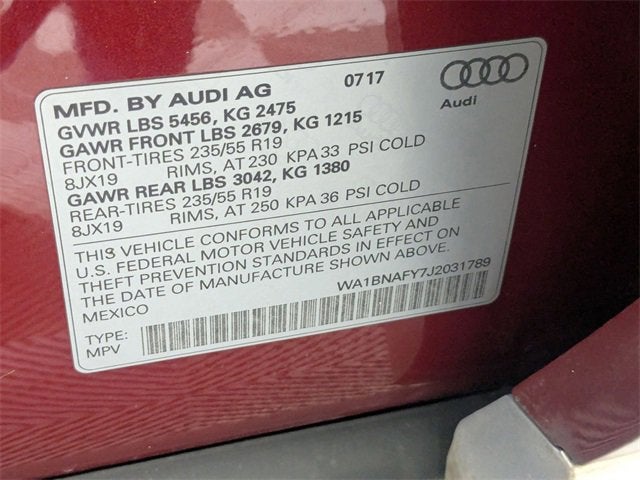 MFD. BY AUDI AG 0717
Audi
GVWR LBS 5456, KG 2475
GAWR FRONT LBS 2679, KG 1215
FRONT-TIRES 235/55 R19
8JX19 RIMS, AT 230 KPA 33 PSI COLD
GAWR REAR LBS 3042, KG 1380
REAR-TIRES 235/55 R19
8JX19 RIMS, AT 250 KPA 36 PSI COLD
THIS VEHICLE CONFORMS TO ALL APPLICABLE
U.S. FEDERAL MOTOR VEHICLE SAFETY AND
THEFT PREVENTION STANDARDS IN EFFECT ON
THE DATE OF MANUFACTURE SHOWN ABOVE.
MEXICO WA1BNAFY7J2031789
TYPE:
MPV